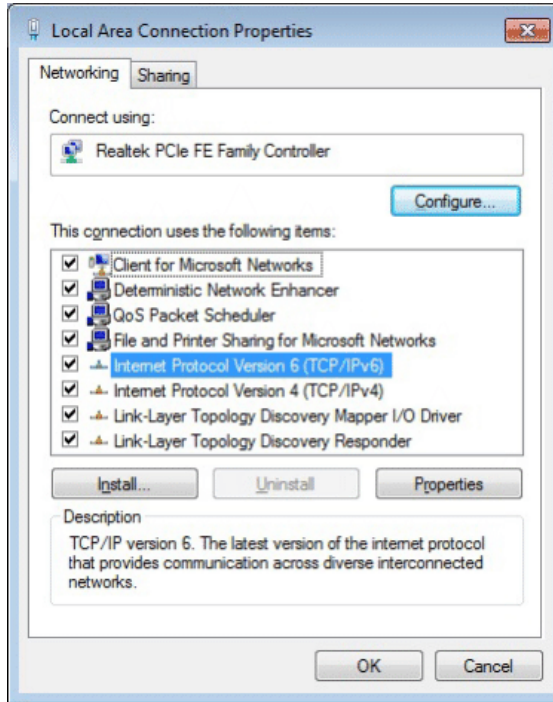 Local Area Connection Properties
Networking
Sharing
Connect using:
Realtek PCIe FE Family Controller
Configure...
This connection uses the following items:
Client for Microsoft Networks
Deterministic Network Enhancer
QoS Packet Scheduler
File and Printer Sharing for Microsoft Networks
Internet Protocol Version 6 (TCP/IPv6)
Internet Protocol Version 4 (TCP/IPv4)
Link-Layer Topology Discovery Mapper I/O Driver
Link-Layer Topology Discovery Responder
Install...
Uninstall
Properties
Description
TCP/IP version 6. The latest version of the internet protocol
that provides communication across diverse interconnected
networks.
OK
Cancel